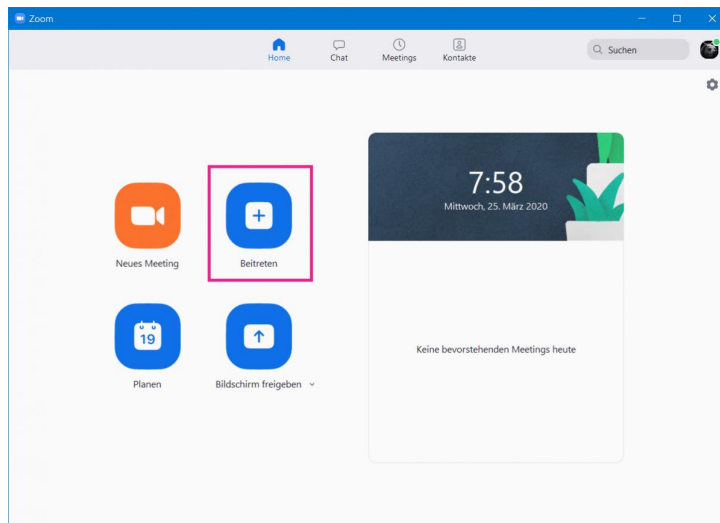 Zoom
Home
Chat
Meetings
Kontakte
Suchen
7:58
Mittwoch, 25. März 2020
Neues Meeting
Beitreten
19
Planen
Bildschirm freigeben
Keine bevorstehenden Meetings heute